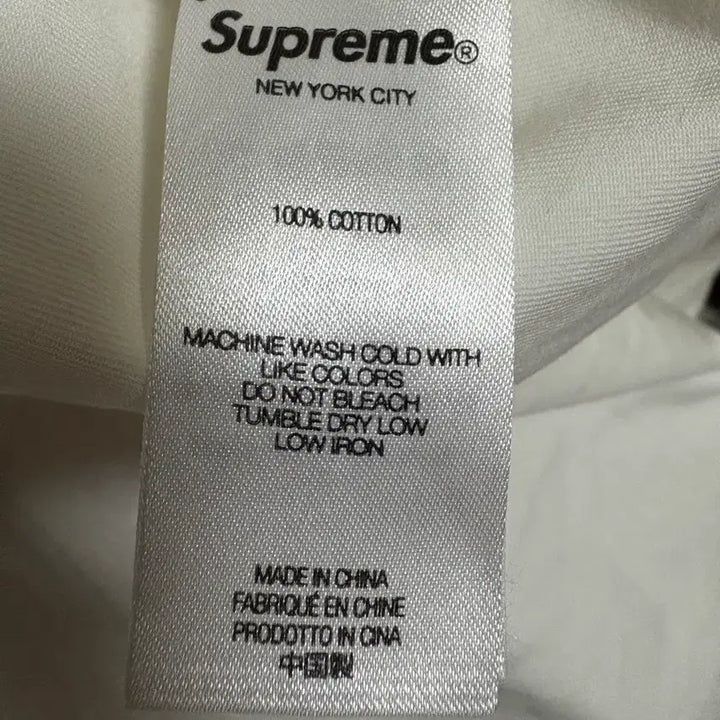 Supreme®
NEW YORK CITY
100% COTTON
MACHINE WASH COLD WITH
LIKE COLORS
DO NOT BLEACH
TUMBLE DRY LOW
LOW IRON
MADE IN CHINA
FABRIQUÉ EN CHINE
PRODOTTO IN CINA
中国製